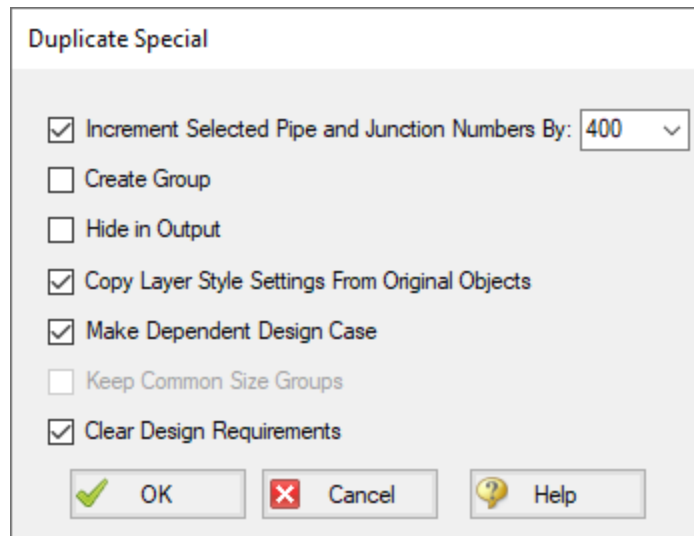 Duplicate Special
Increment Selected Pipe and Junction Numbers By: 400
Create Group
Hide in Output
Copy Layer Style Settings From Original Objects
Make Dependent Design Case
Keep Common Size Groups
Clear Design Requirements
OK Cancel Help